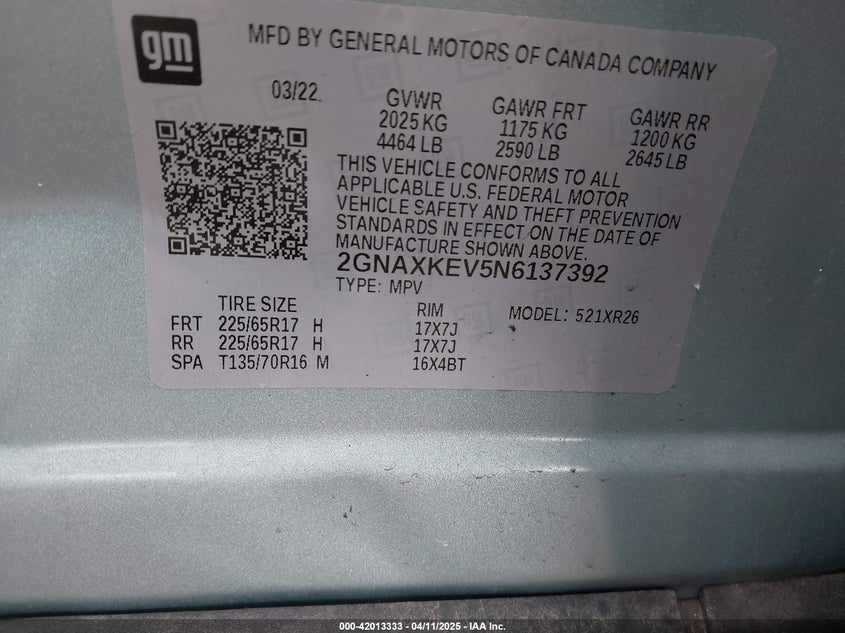 gm
MFD BY GENERAL MOTORS OF CANADA COMPANY
03/22
GVWR GAWR FRT GAWR RR
2025 KG 1175 KG 1200 KG
4464 LB 2590 LB 2645 LB
THIS VEHICLE CONFORMS TO ALL
APPLICABLE U.S. FEDERAL MOTOR
VEHICLE SAFETY AND THEFT PREVENTION
STANDARDS IN EFFECT ON THE DATE OF
MANUFACTURE SHOWN ABOVE.
2GNAXKEV5N6137392
TYPE: MPV
TIRE SIZE RIM MODEL: 521XR26
FRT 225/65R17 H 17X7J
RR 225/65R17 H 17X7J
SPA T135/70R16 M 16X4BT
000-42013333 - 04/11/2025 - IAA Inc.